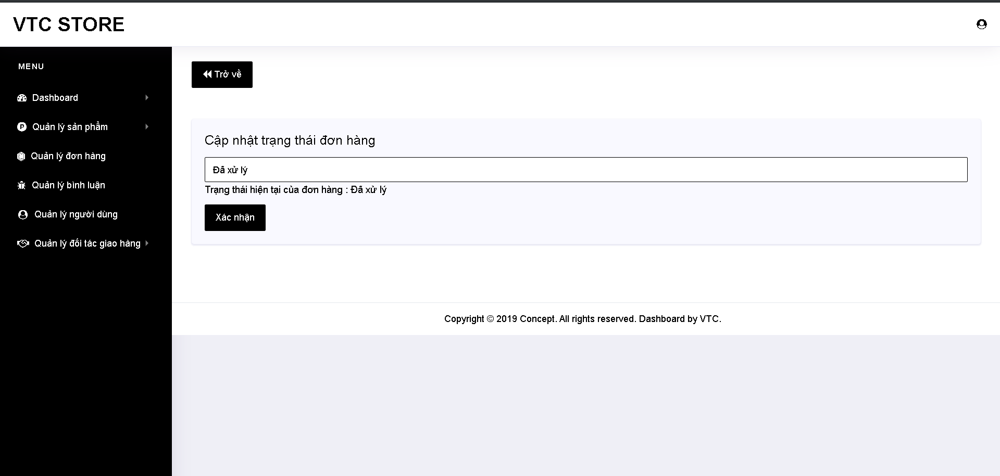 VTC STORE
MENU
Dashboard
Quản lý sản phẩm
Quản lý đơn hàng
Quản lý bình luận
Quản lý người dùng
Quản lý đối tác giao hàng
Trở về
Cập nhật trạng thái đơn hàng
Đã xử lý
Trạng thái hiện tại của đơn hàng : Đã xử lý
Xác nhận
Copyright © 2019 Concept. All rights reserved. Dashboard by VTC.